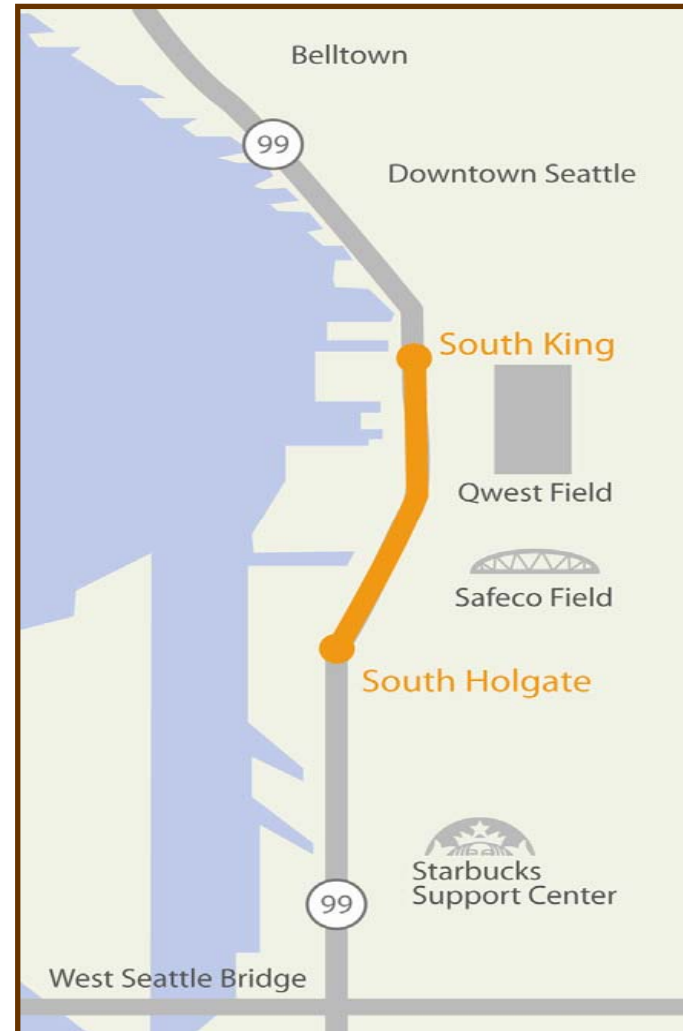 Belltown
99
Downtown Seattle
South King
Qwest Field
Safeco Field
South Holgate
Starbucks
Support Center
99
West Seattle Bridge